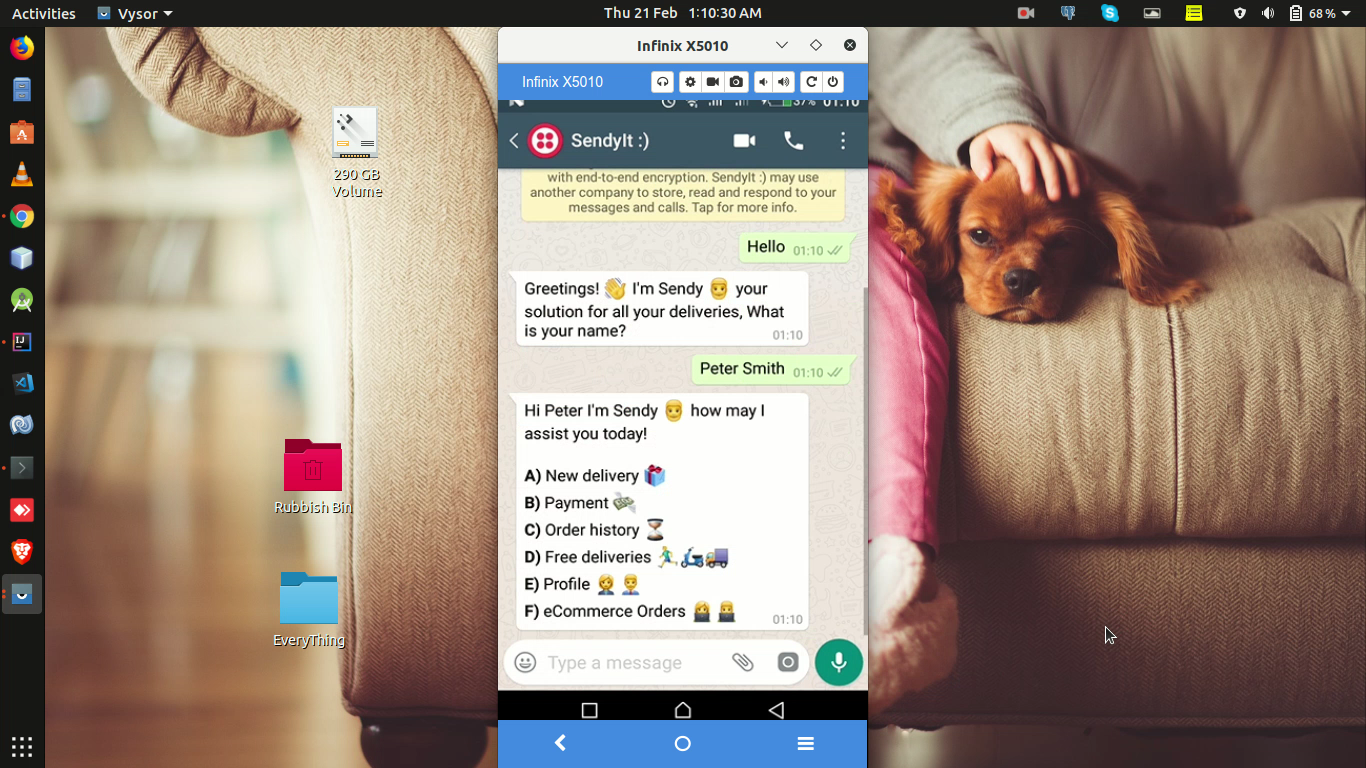 Activities
Vysor
Thu 21 Feb 1:10:30 AM
68 %
Infinix X5010
Infinix X5010
37% 01:10
SendyIt :)
with end-to-end encryption. SendyIt :) may use
another company to store, read and respond to your
messages and calls. Tap for more info.
Hello 01:10
Greetings! 👋 I'm Sendy 👨 your
solution for all your deliveries, What
is your name?
01:10
Peter Smith 01:10
Hi Peter I'm Sendy 👨 how may I
assist you today!
A) New delivery 🎁
B) Payment 💸
C) Order history ⏳
D) Free deliveries 🏃‍♂️🛵🚚
E) Profile 🤵👨‍💼
F) eCommerce Orders 👩‍💻 👨‍💻
01:10
Type a message
290 GB
Volume
Rubbish Bin
EveryThing